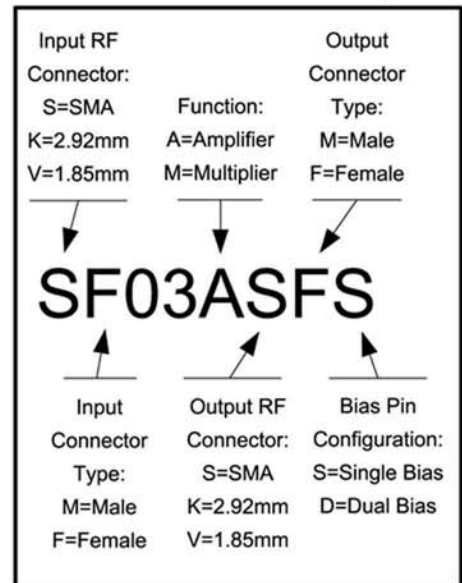 Input RF
Connector:
S=SMA
K=2.92mm
V=1.85mm
Function:
A=Amplifier
M=Multiplier
Output
Connector
Type:
M=Male
F=Female
SF03ASFS
Input
Connector
Type:
M=Male
F=Female
Output RF
Connector:
S=SMA
K=2.92mm
V=1.85mm
Bias Pin
Configuration:
S=Single Bias
D=Dual Bias